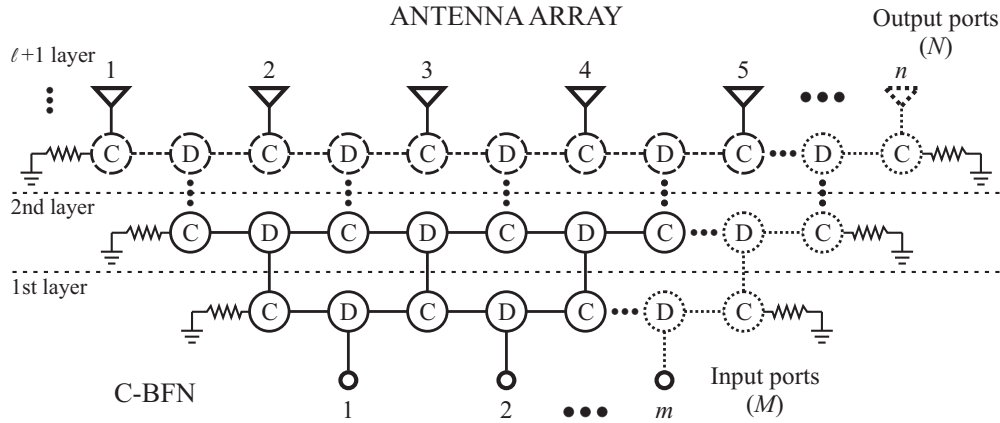 ANTENNA ARRAY
Output ports
(N)
ℓ+1 layer
1 2 3 4 5 n
C D C D C D C D C D C
2nd layer
C D C D C D C D C
1st layer
C D C D C D C
C-BFN
1 2 m
Input ports
(M)